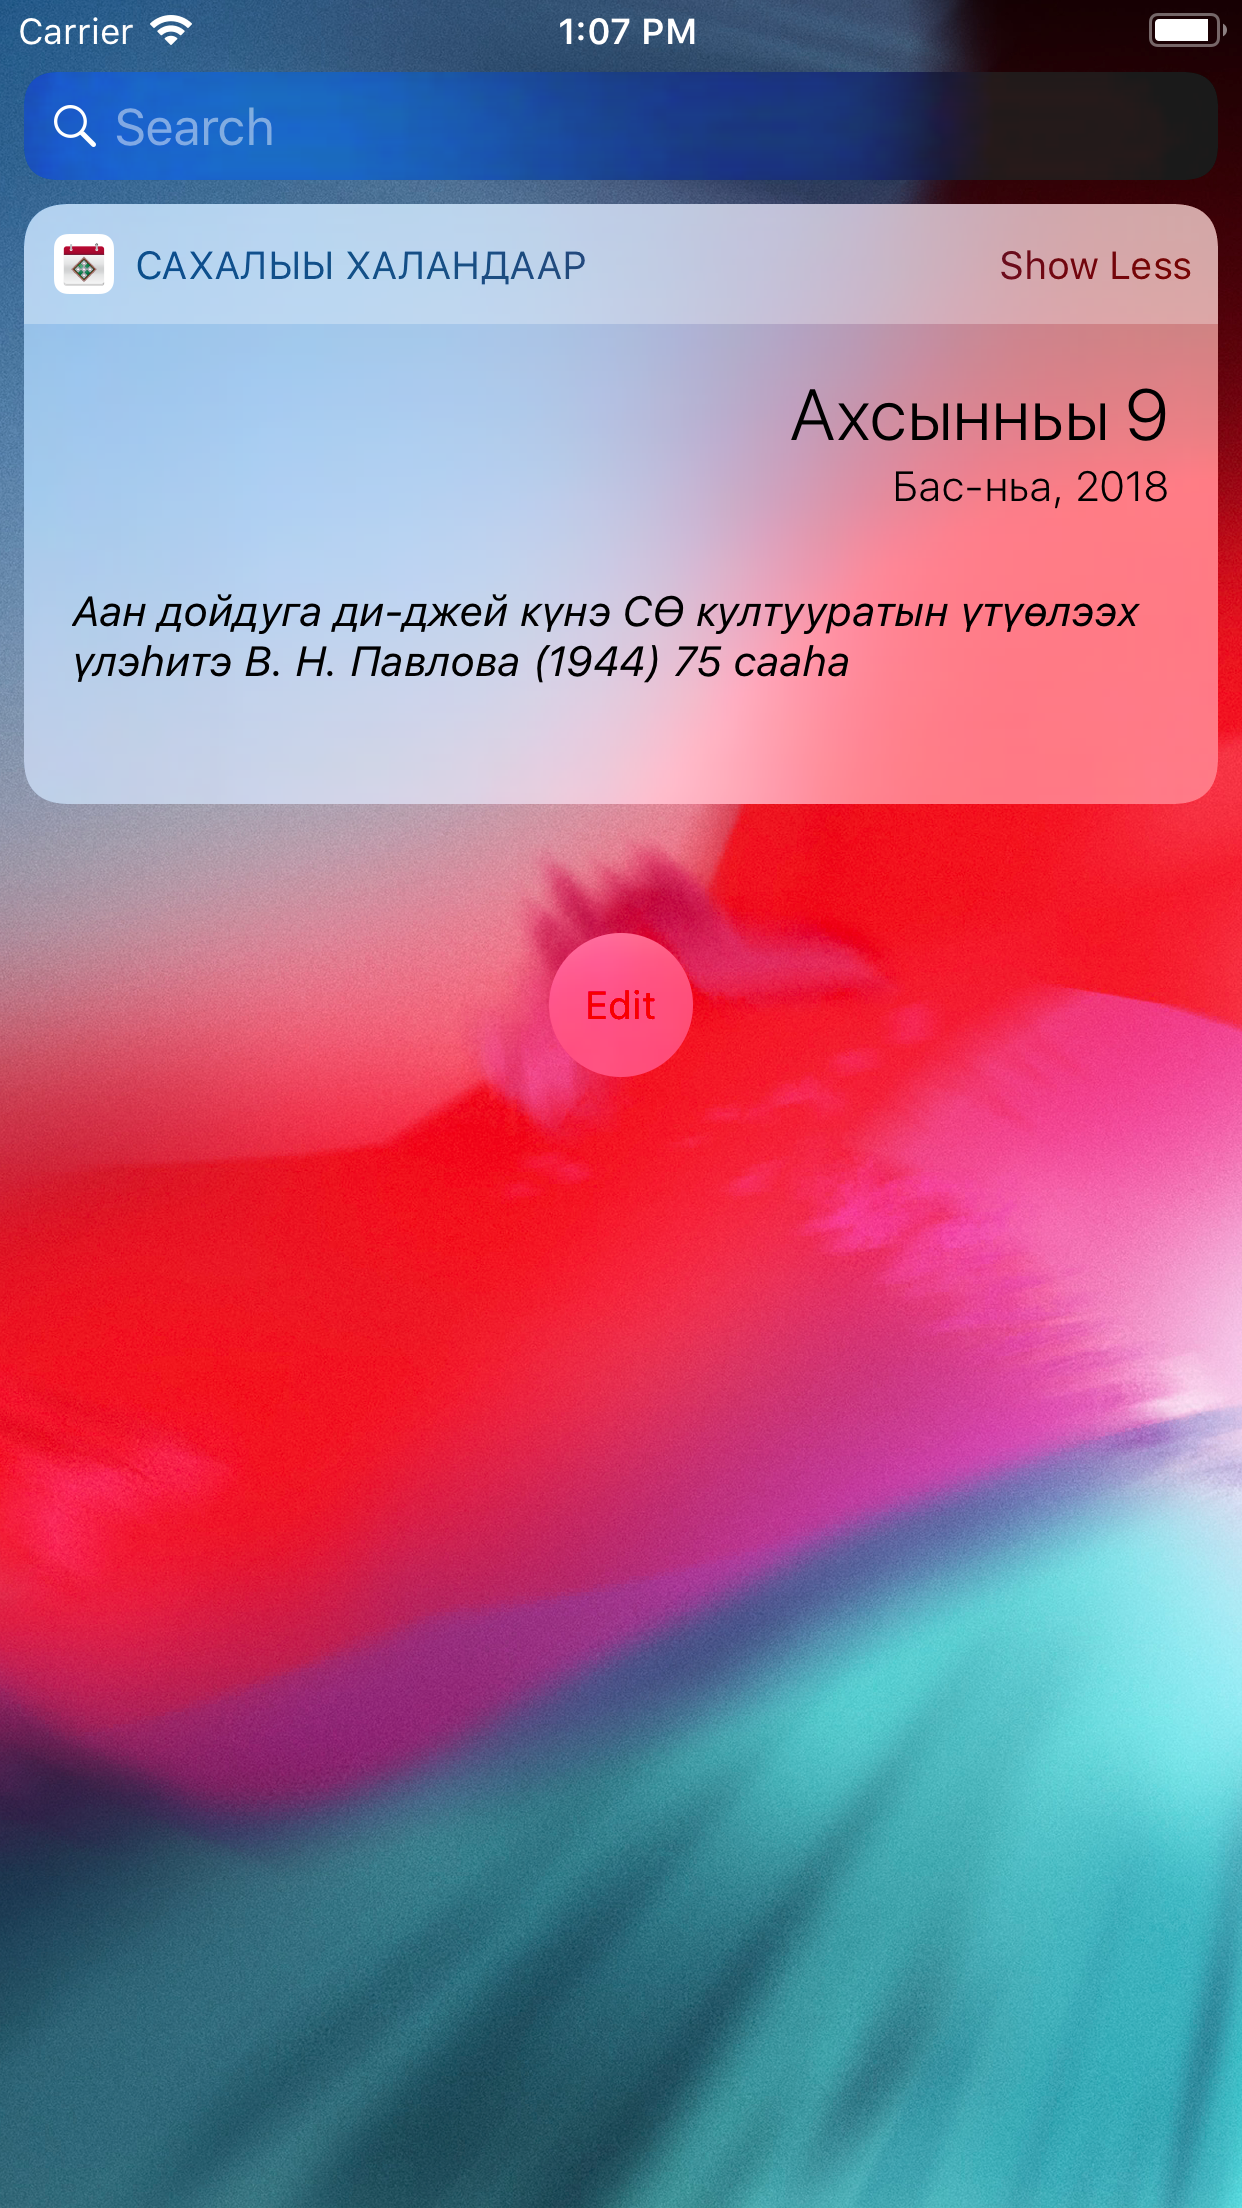 Carrier 1:07 PM
Search
САХАЛЫЫ ХАЛАНДААР Show Less
Ахсынньы 9
Бас-ньа, 2018
Аан дойдуга ди-джей күнэ СӨ култууратын үтүөлээх
үлэһитэ В. Н. Павлова (1944) 75 сааһа
Edit